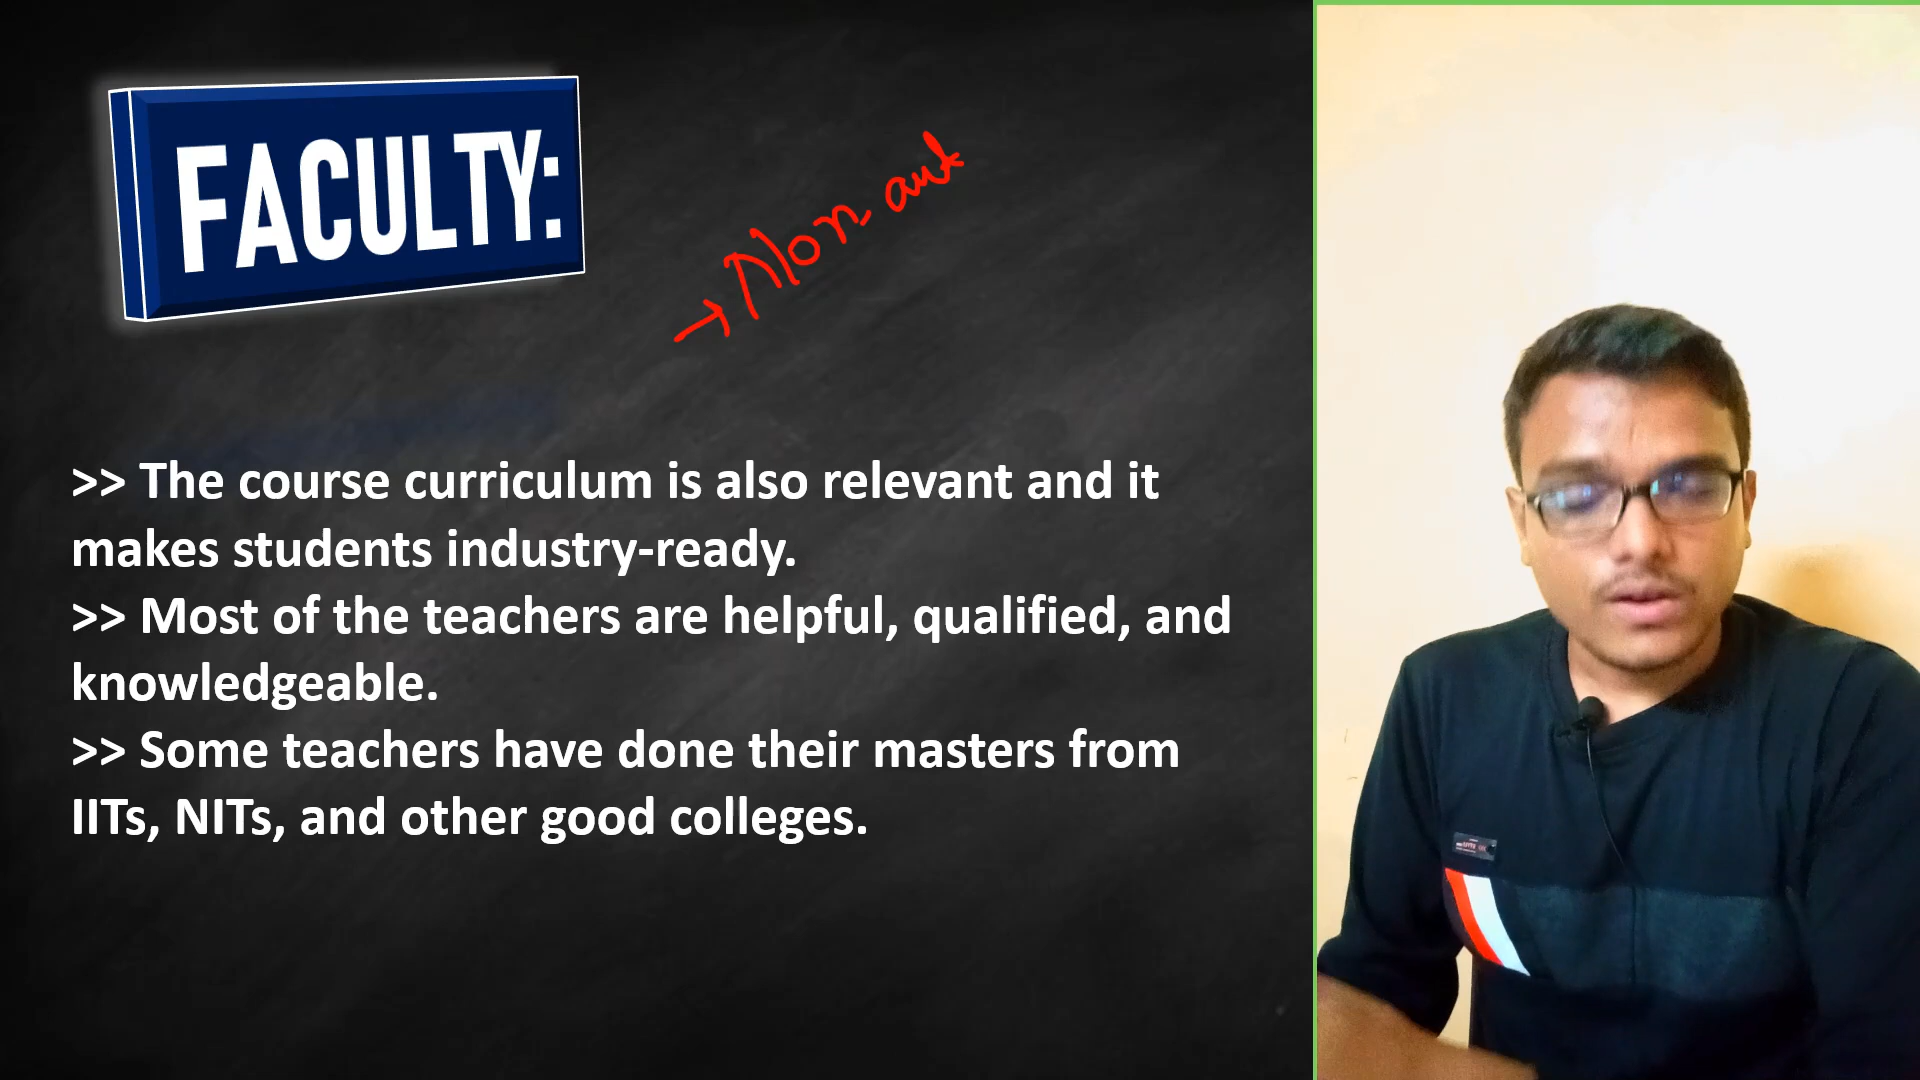 FACULTY:
→ Non aut
>> The course curriculum is also relevant and it
makes students industry-ready.
>> Most of the teachers are helpful, qualified, and
knowledgeable.
>> Some teachers have done their masters from
IITs, NITs, and other good colleges.